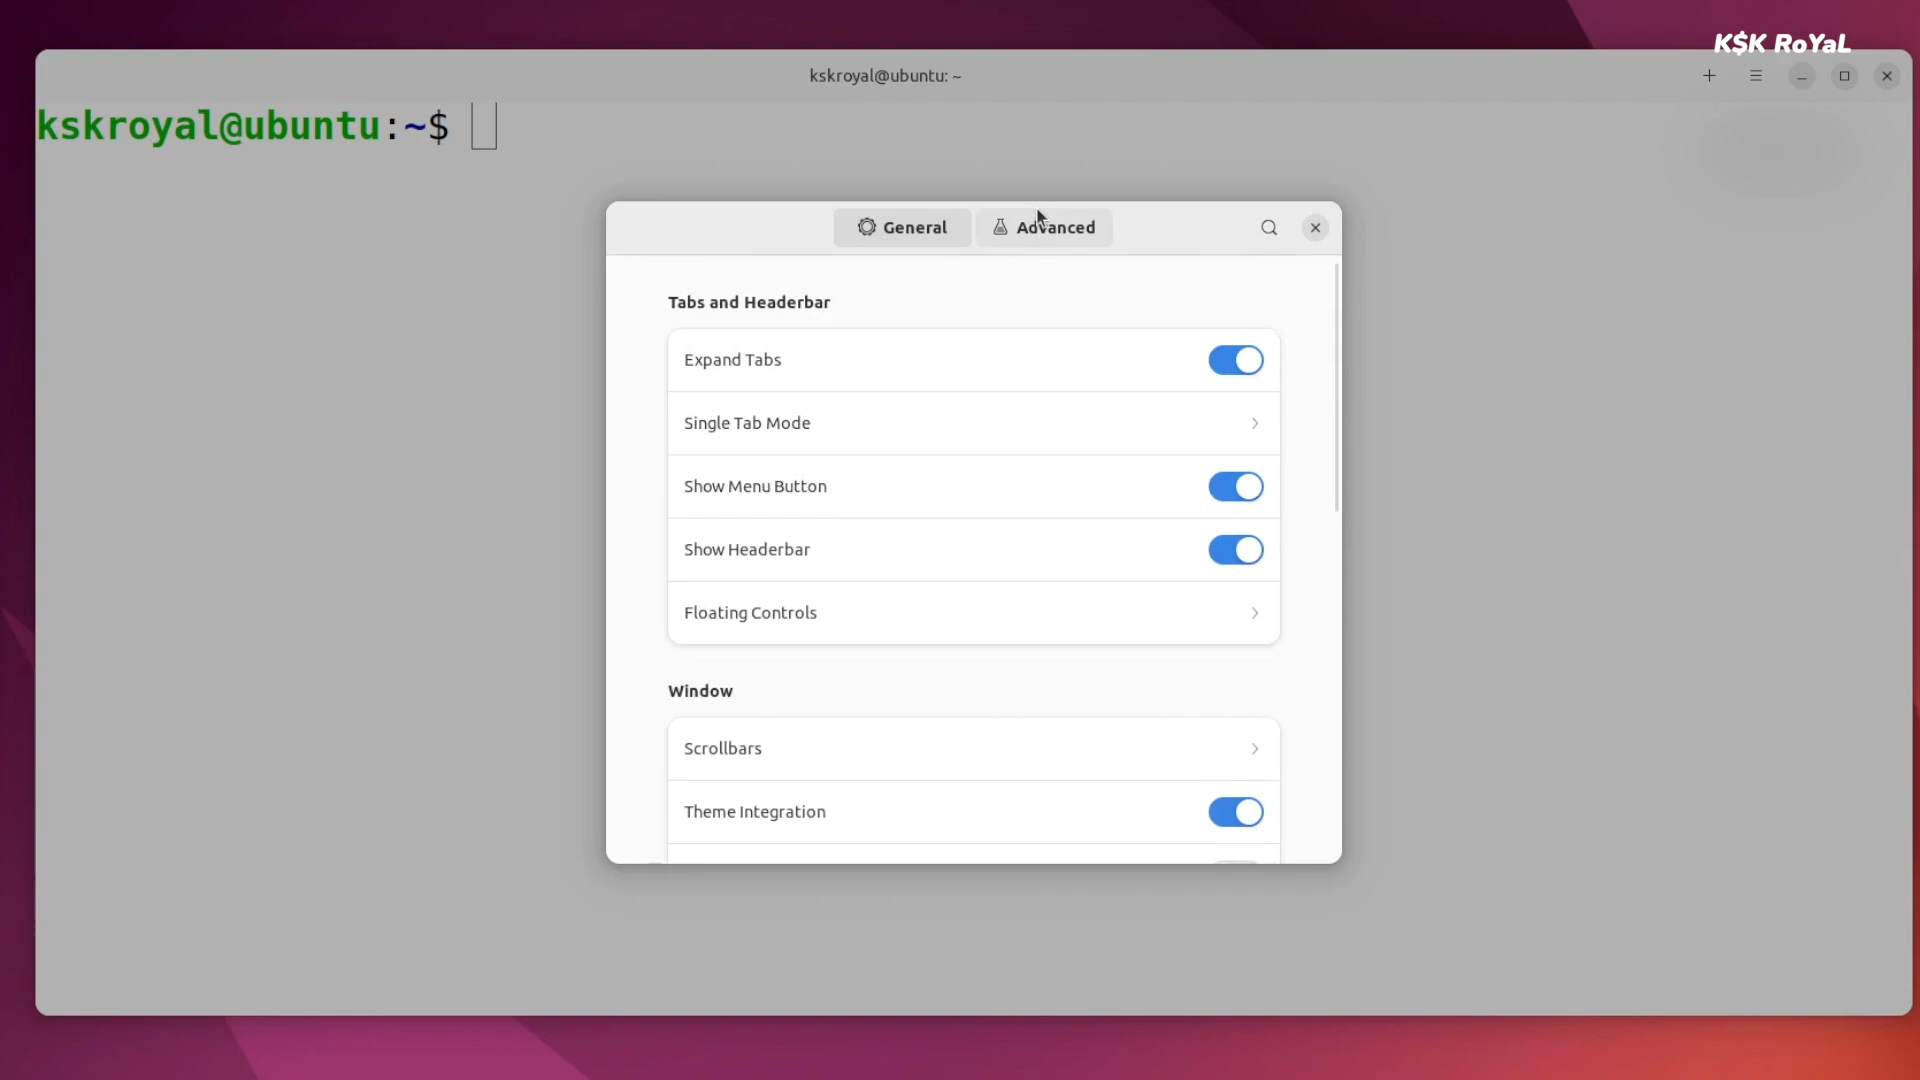 K$K RoYaL
kskroyal@ubuntu: ~
kskroyal@ubuntu:~$
General
Advanced
Tabs and Headerbar
Expand Tabs
Single Tab Mode
Show Menu Button
Show Headerbar
Floating Controls
Window
Scrollbars
Theme Integration